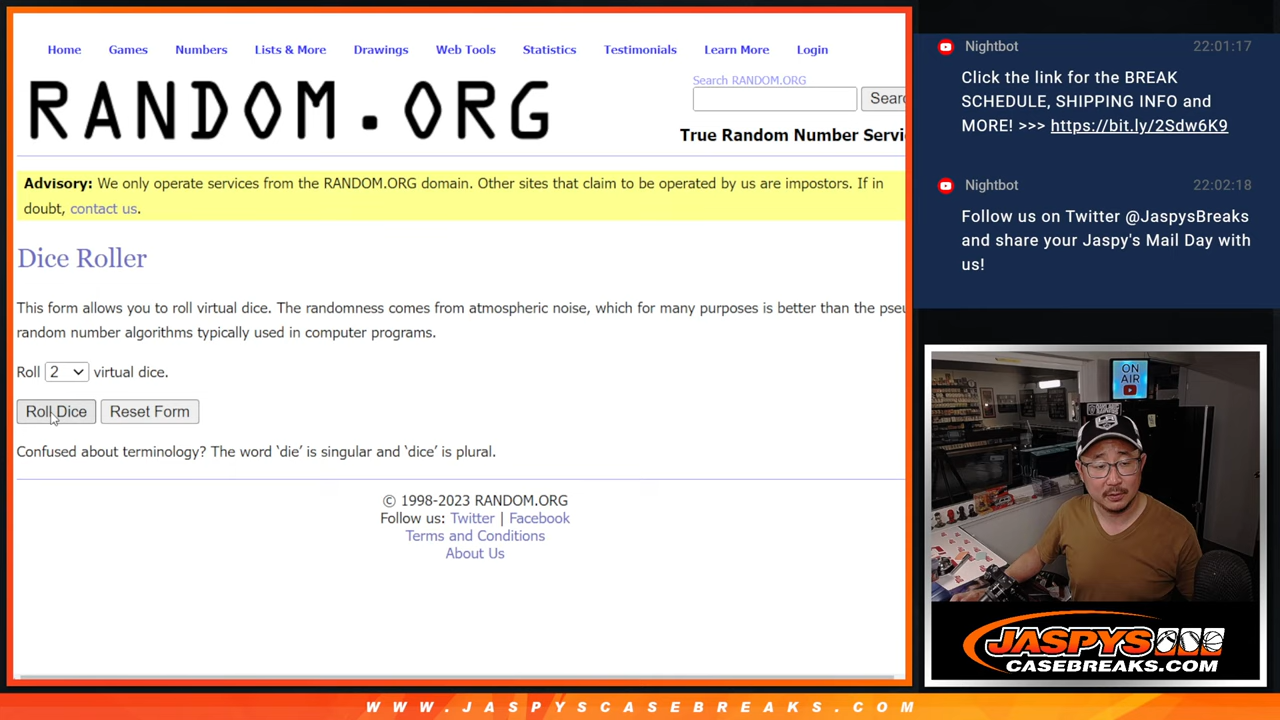 Home Games Numbers Lists & More Drawings Web Tools Statistics Testimonials Learn More Login
RANDOM.ORG
Search RANDOM.ORG
Searc
True Random Number Servi
Advisory: We only operate services from the RANDOM.ORG domain. Other sites that claim to be operated by us are impostors. If in
doubt, contact us.
Dice Roller
This form allows you to roll virtual dice. The randomness comes from atmospheric noise, which for many purposes is better than the pseu
random number algorithms typically used in computer programs.
Roll 2 virtual dice.
Roll Dice Reset Form
Confused about terminology? The word ‘die’ is singular and ‘dice’ is plural.
© 1998-2023 RANDOM.ORG
Follow us: Twitter | Facebook
Terms and Conditions
About Us
Nightbot 22:01:17
Click the link for the BREAK
SCHEDULE, SHIPPING INFO and
MORE! >>> https://bit.ly/2Sdw6K9
Nightbot 22:02:18
Follow us on Twitter @JaspysBreaks
and share your Jaspy's Mail Day with
us!
ON
AIR
JASPYS
CASEBREAKS.COM
WWW.JASPYSCASEBREAKS.COM